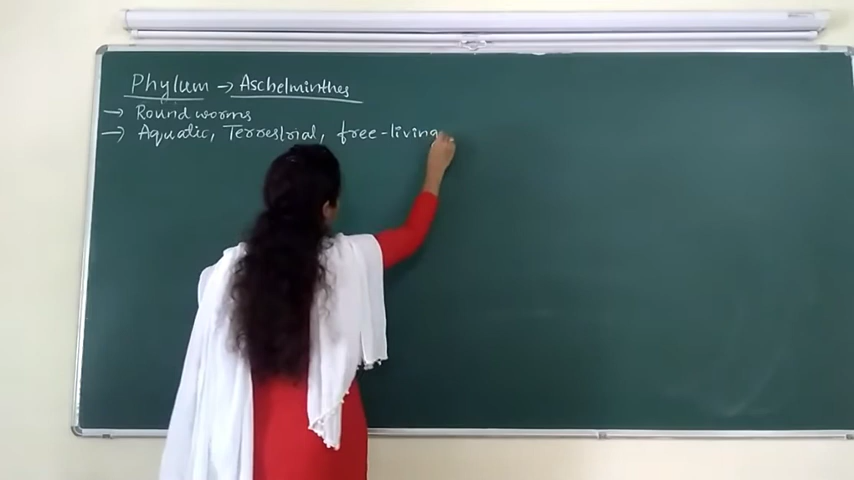 Phylum → Aschelminthes
→ Round worms
→ Aquatic, Terrestrial, free-living